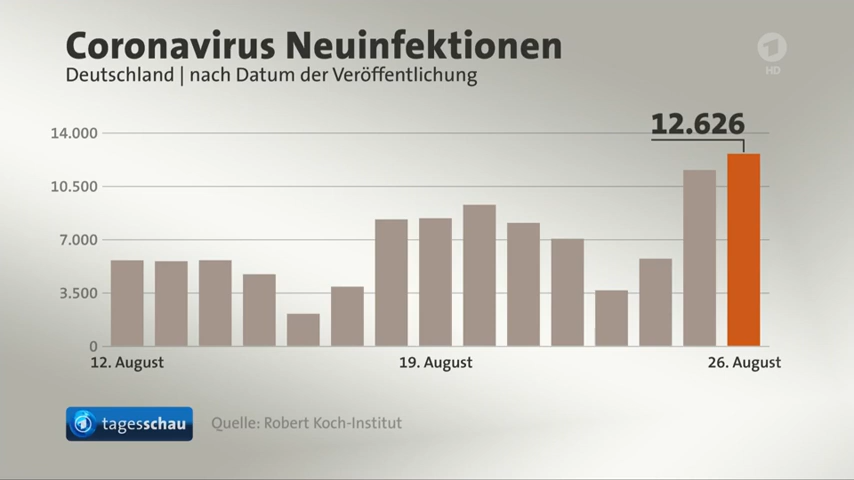 Coronavirus Neuinfektionen
Deutschland | nach Datum der Veröffentlichung
HD
12.626
14.000
10.500
7.000
3.500
0
12. August
19. August
26. August
tagesschau
Quelle: Robert Koch-Institut